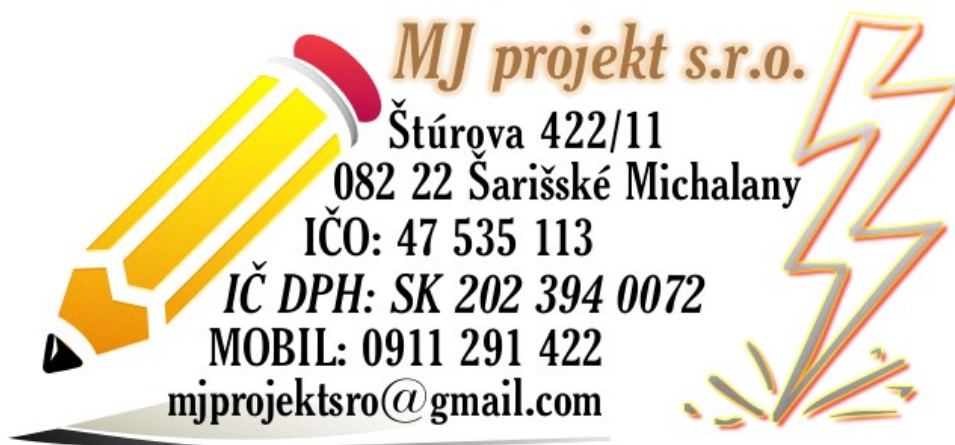 MJ projekt s.r.o.
Štúrova 422/11
082 22 Šarišské Michalany
IČO: 47 535 113
IČ DPH: SK 202 394 0072
MOBIL: 0911 291 422
mjprojektsro@gmail.com